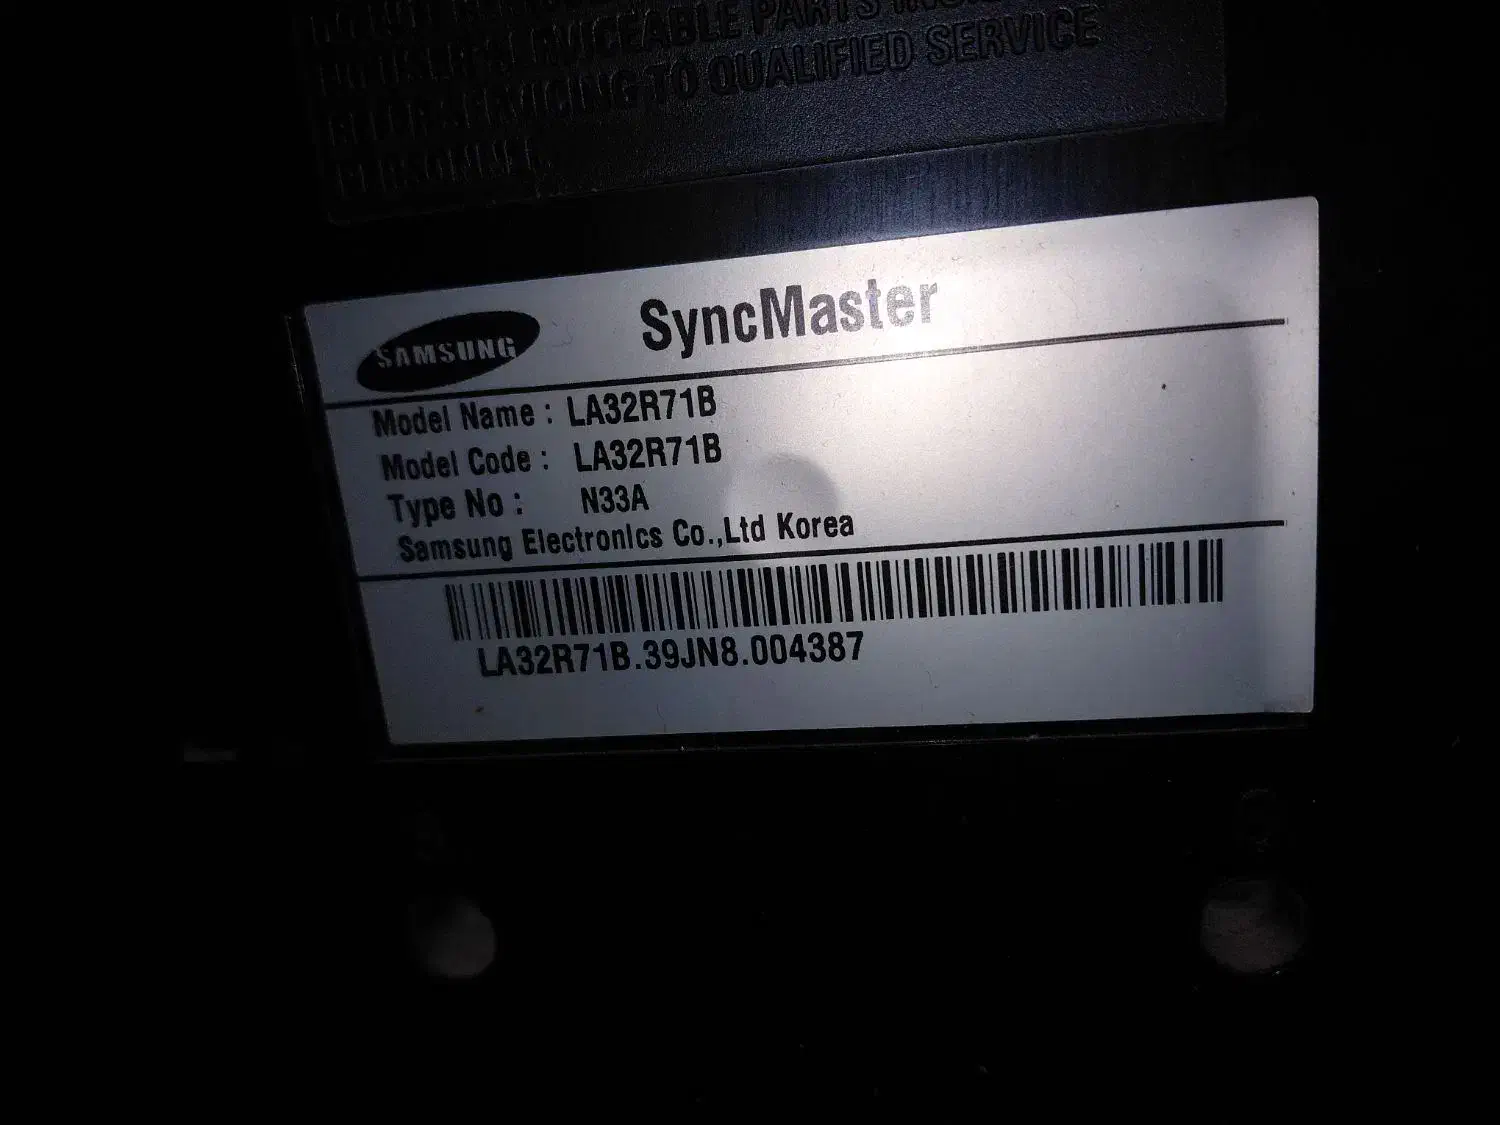 SERVICEABLE PARTS
SERVICING TO QUALIFIED SERVICE
PERSONNEL
SAMSUNG
SyncMaster
Model Name : LA32R71B
Model Code : LA32R71B
Type No : N33A
Samsung Electronics Co.,Ltd Korea
LA32R71B.39JN8.004387